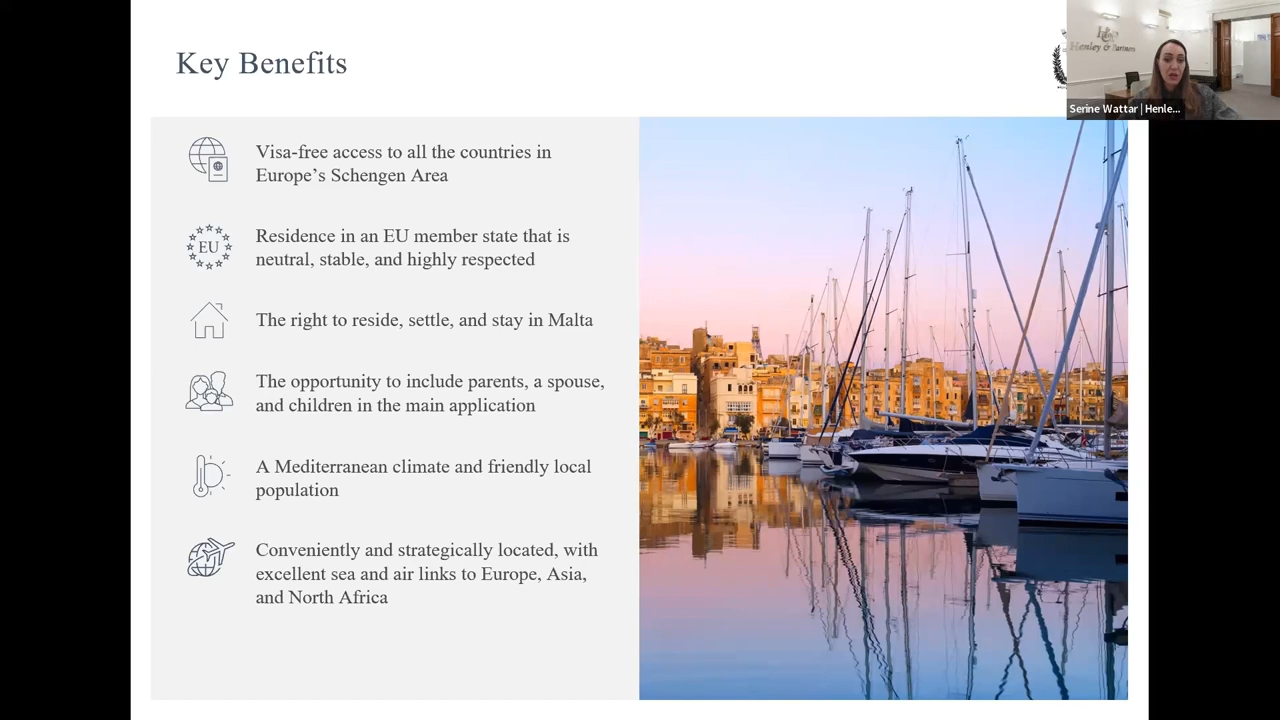 Key Benefits
Henley & Partners
Serine Wattar | Henle...
Visa-free access to all the countries in
Europe’s Schengen Area
EU
Residence in an EU member state that is
neutral, stable, and highly respected
The right to reside, settle, and stay in Malta
The opportunity to include parents, a spouse,
and children in the main application
A Mediterranean climate and friendly local
population
Conveniently and strategically located, with
excellent sea and air links to Europe, Asia,
and North Africa